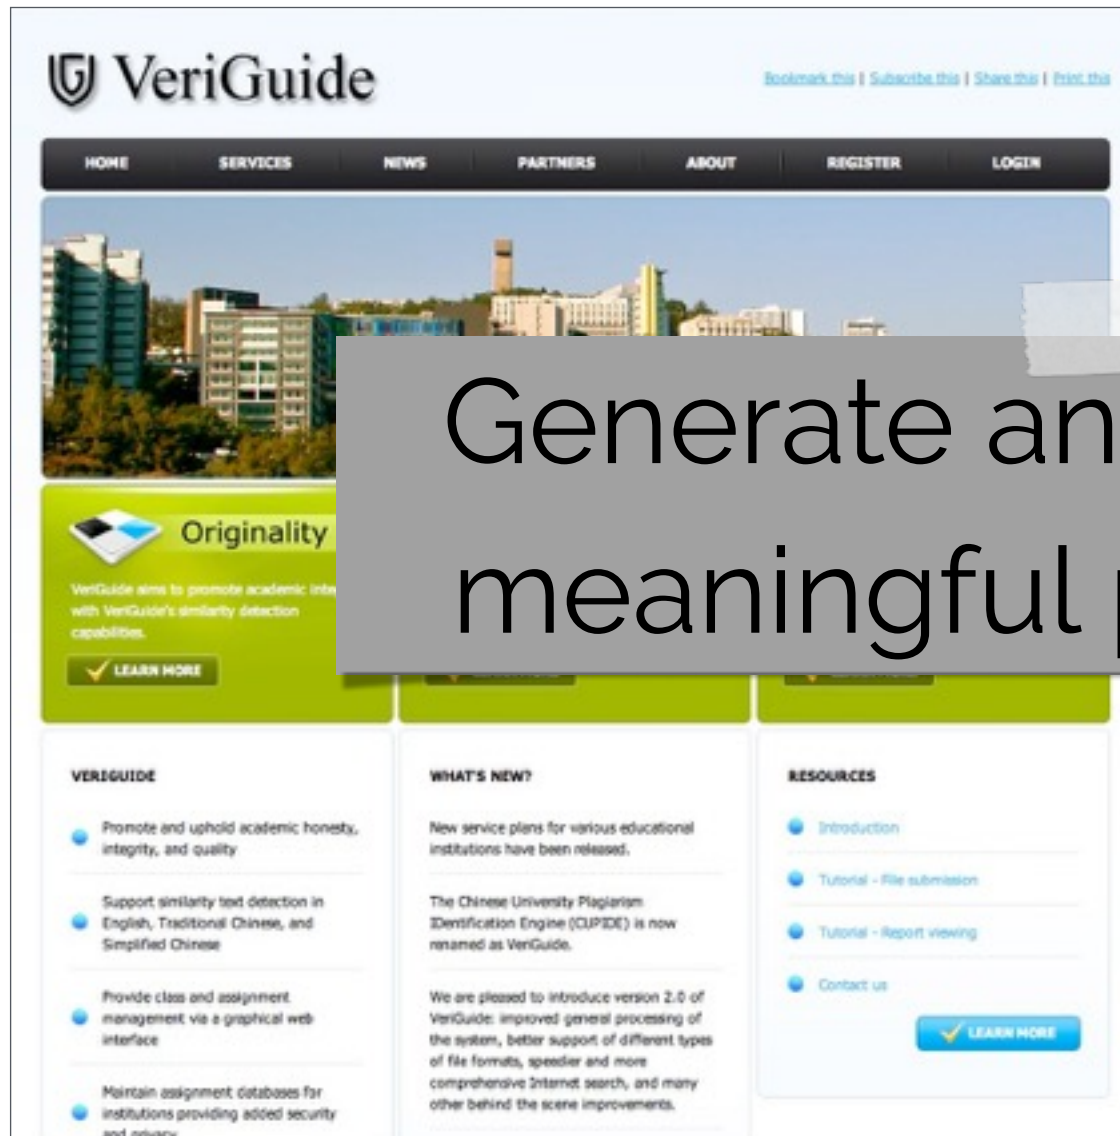 VeriGuide
Bookmark this | Subscribe this | Share this | Print this
HOME SERVICES NEWS PARTNERS ABOUT REGISTER LOGIN
Generate an
meaningful
Originality
VeriGuide aims to promote academic inte
with VeriGuide's similarity detection
capabilities.
LEARN MORE
VERIGUIDE
Promote and uphold academic honesty,
integrity, and quality
Support similarity text detection in
English, Traditional Chinese, and
Simplified Chinese
Provide class and assignment
management via a graphical web
interface
Maintain assignment databases for
institutions providing added security
and privacy
WHAT'S NEW?
New service plans for various educational
institutions have been released.
The Chinese University Plagiarism
IDentification Engine (CUPIDE) is now
renamed as VeriGuide.
We are pleased to introduce version 2.0 of
VeriGuide: improved general processing of
the system, better support of different types
of file formats, speedier and more
comprehensive Internet search, and many
other behind the scene improvements.
RESOURCES
Introduction
Tutorial - File submission
Tutorial - Report viewing
Contact us
LEARN MORE